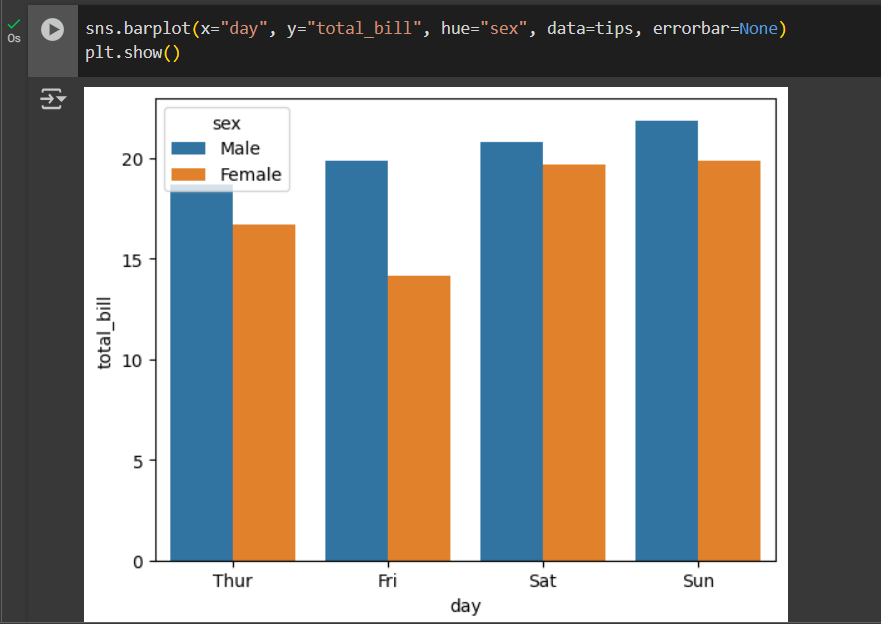 sns.barplot(x="day", y="total_bill", hue="sex", data=tips, errorbar=None)
plt.show()
0s
sex
Male
Female
20
15
10
5
0
total_bill
Thur Fri Sat Sun
day